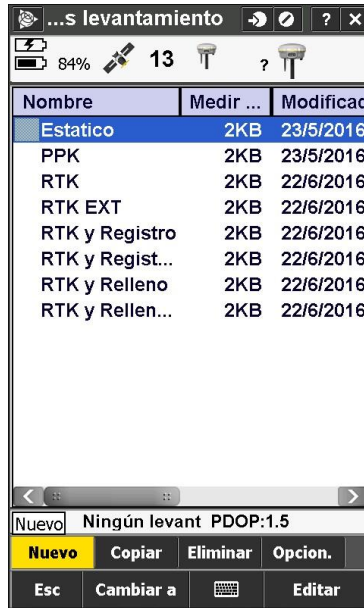 ...s levantamiento ? ×
84% 13 ?
Nombre Medir ... Modificac
Estatico 2KB 23/5/2016
PPK 2KB 23/5/2016
RTK 2KB 22/6/2016
RTK EXT 2KB 22/6/2016
RTK y Registro 2KB 22/6/2016
RTK y Regist... 2KB 22/6/2016
RTK y Relleno 2KB 22/6/2016
RTK y Rellen... 2KB 22/6/2016
Nuevo Ningún levant PDOP:1.5
Nuevo Copiar Eliminar Opcion.
Esc Cambiar a Editar